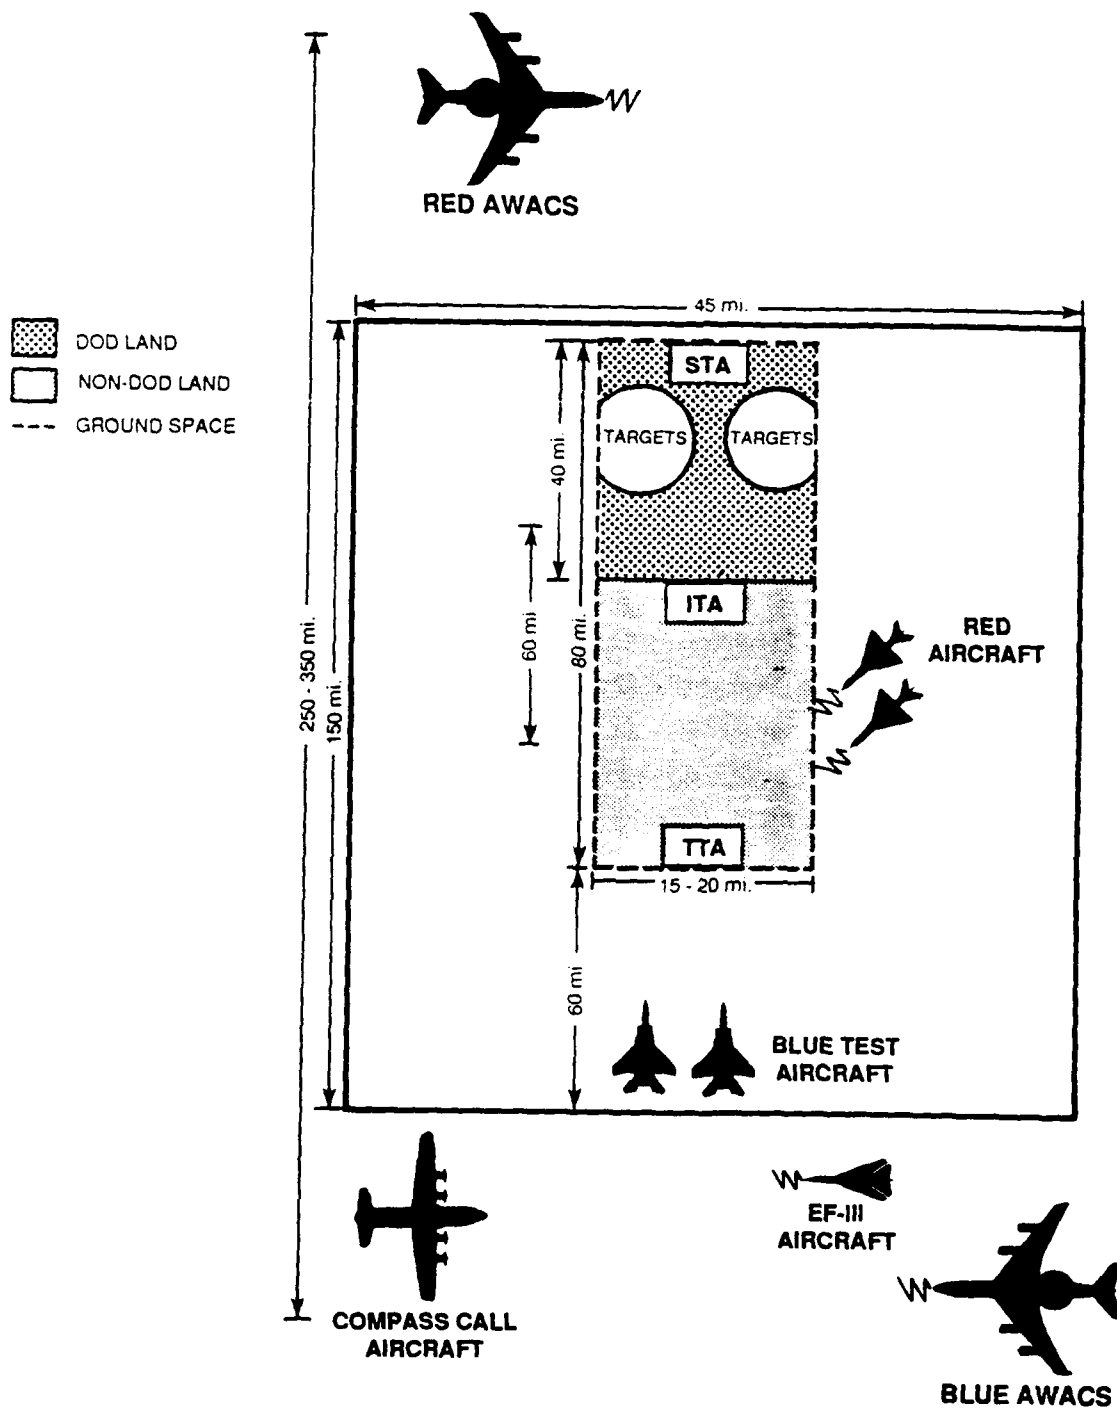 RED AWACS
45 mi.
DOD LAND
NON-DOD LAND
GROUND SPACE
STA
TARGETS
TARGETS
40 mi.
ITA
RED
AIRCRAFT
60 mi
80 mi.
250 - 350 mi.
150 mi.
TTA
15 - 20 mi.
60 mi
BLUE TEST
AIRCRAFT
EF-III
AIRCRAFT
COMPASS CALL
AIRCRAFT
BLUE AWACS